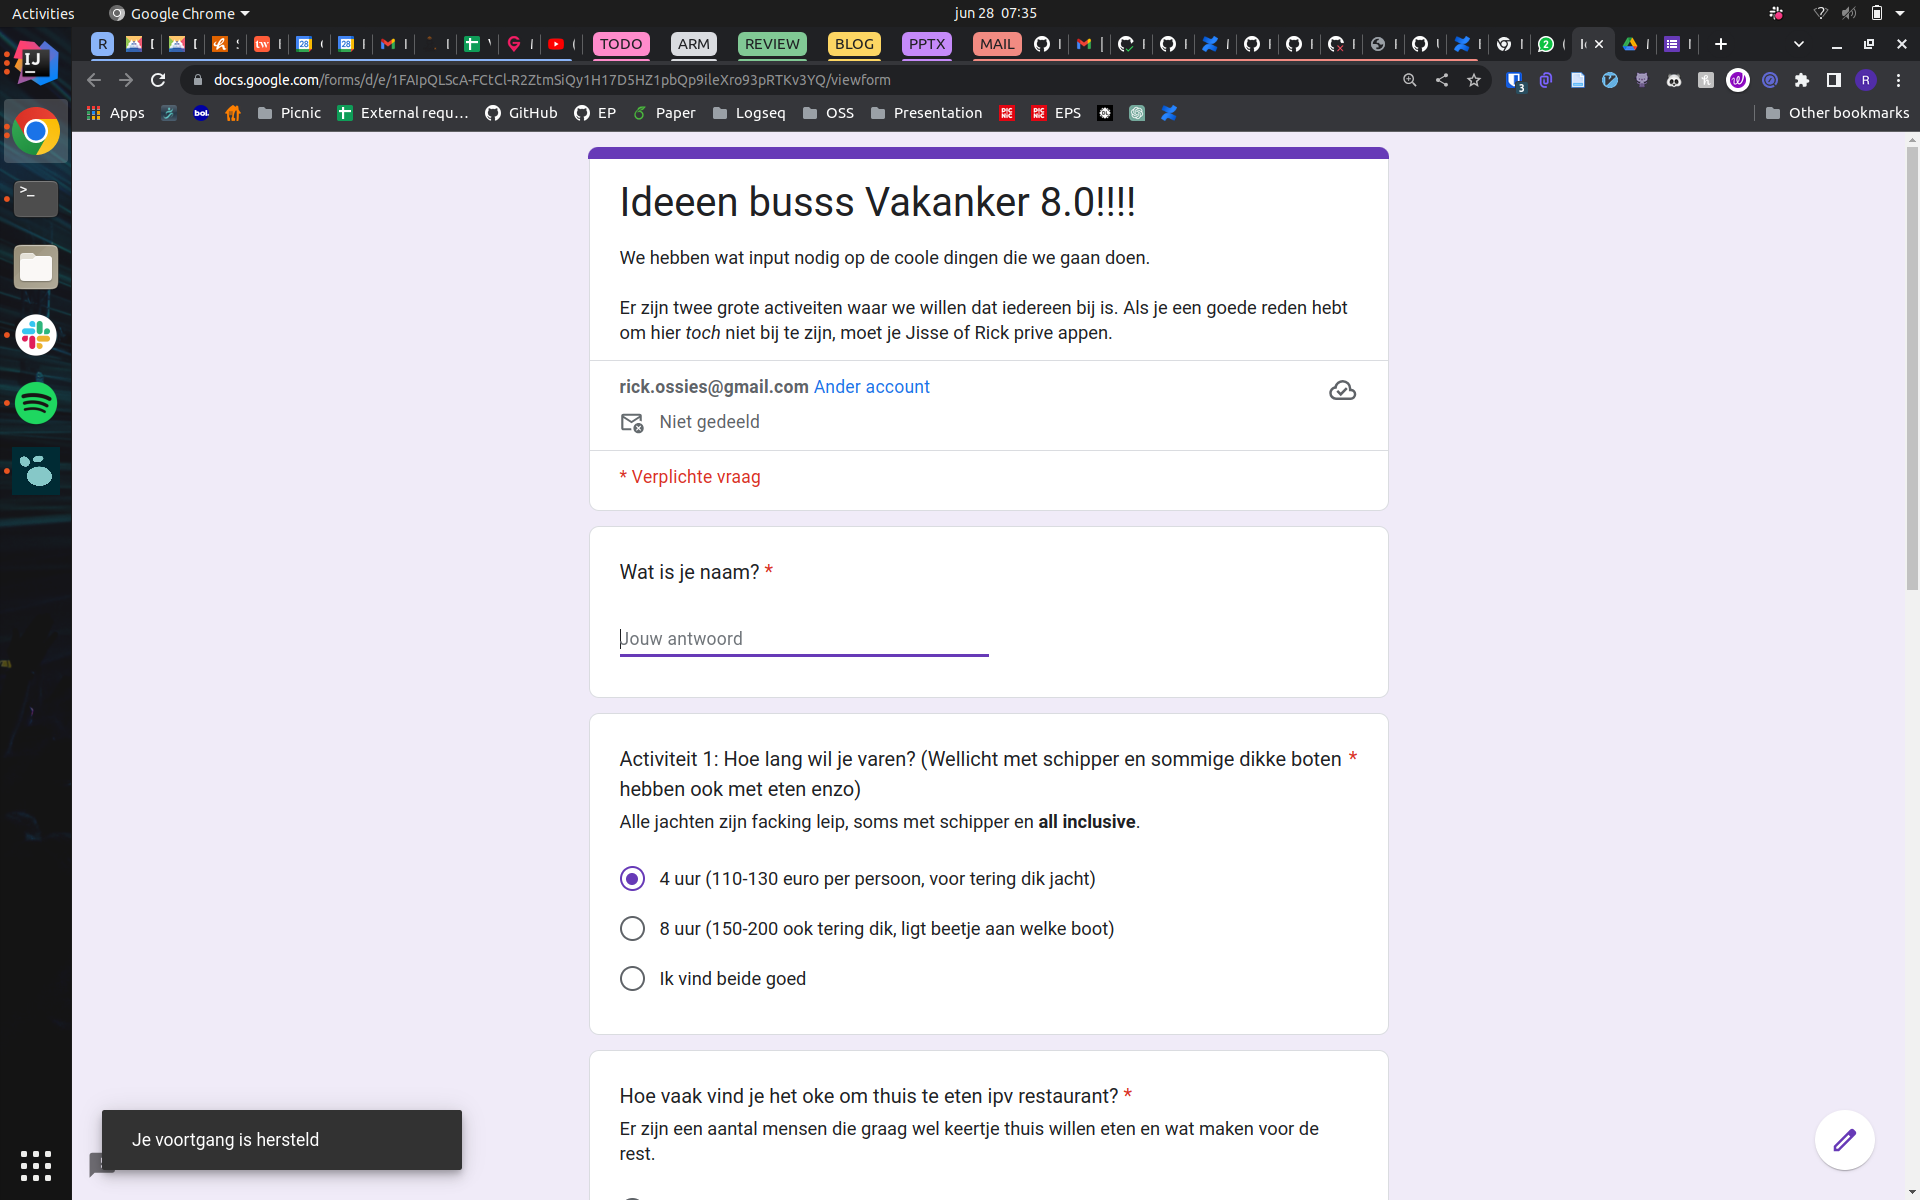 Activities
Google Chrome
jun 28 07:35
R
TODO
ARM
REVIEW
BLOG
PPTX
MAIL
docs.google.com/forms/d/e/1FAIpQLScA-FCtCl-R2ZtmSiQy1H17D5HZ1pbQp9ileXro93pRTKv3YQ/viewform
Apps
bol.
Picnic
External requ...
GitHub
EP
Paper
Logseq
OSS
Presentation
EPS
Other bookmarks
Ideeen busss Vakanker 8.0!!!!
We hebben wat input nodig op de coole dingen die we gaan doen.
Er zijn twee grote activeiten waar we willen dat iedereen bij is. Als je een goede reden hebt
om hier toch niet bij te zijn, moet je Jisse of Rick prive appen.
rick.ossies@gmail.com Ander account
Niet gedeeld
* Verplichte vraag
Wat is je naam? *
Jouw antwoord
Activiteit 1: Hoe lang wil je varen? (Wellicht met schipper en sommige dikke boten *
hebben ook met eten enzo)
Alle jachten zijn facking leip, soms met schipper en all inclusive.
4 uur (110-130 euro per persoon, voor tering dik jacht)
8 uur (150-200 ook tering dik, ligt beetje aan welke boot)
Ik vind beide goed
Hoe vaak vind je het oke om thuis te eten ipv restaurant? *
Er zijn een aantal mensen die graag wel keertje thuis willen eten en wat maken voor de
rest.
Je voortgang is hersteld